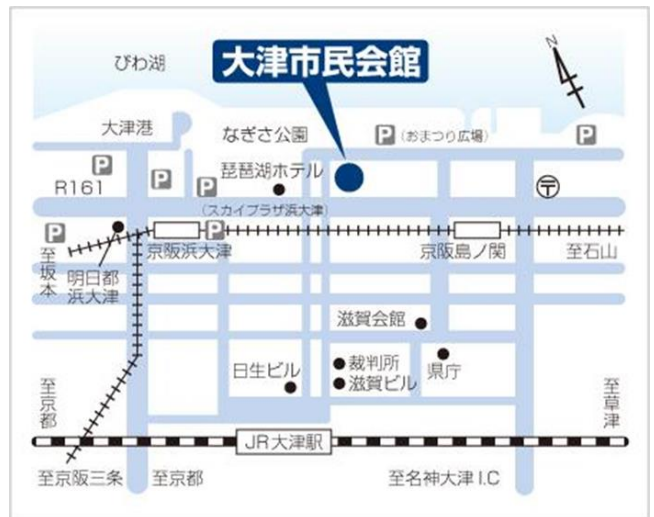 大津市民会館
N
びわ湖
大津港
なぎさ公園
P
(おまつり広場)
P
P
P
P
琵琶湖ホテル
〒
R161
(スカイプラザ浜大津)
P
P
京阪浜大津
京阪島ノ関
至石山
至坂本
明日都
浜大津
滋賀会館
日生ビル
裁判所
滋賀ビル
県庁
至京都
至草津
JR大津駅
至京阪三条
至京都
至名神大津I.C